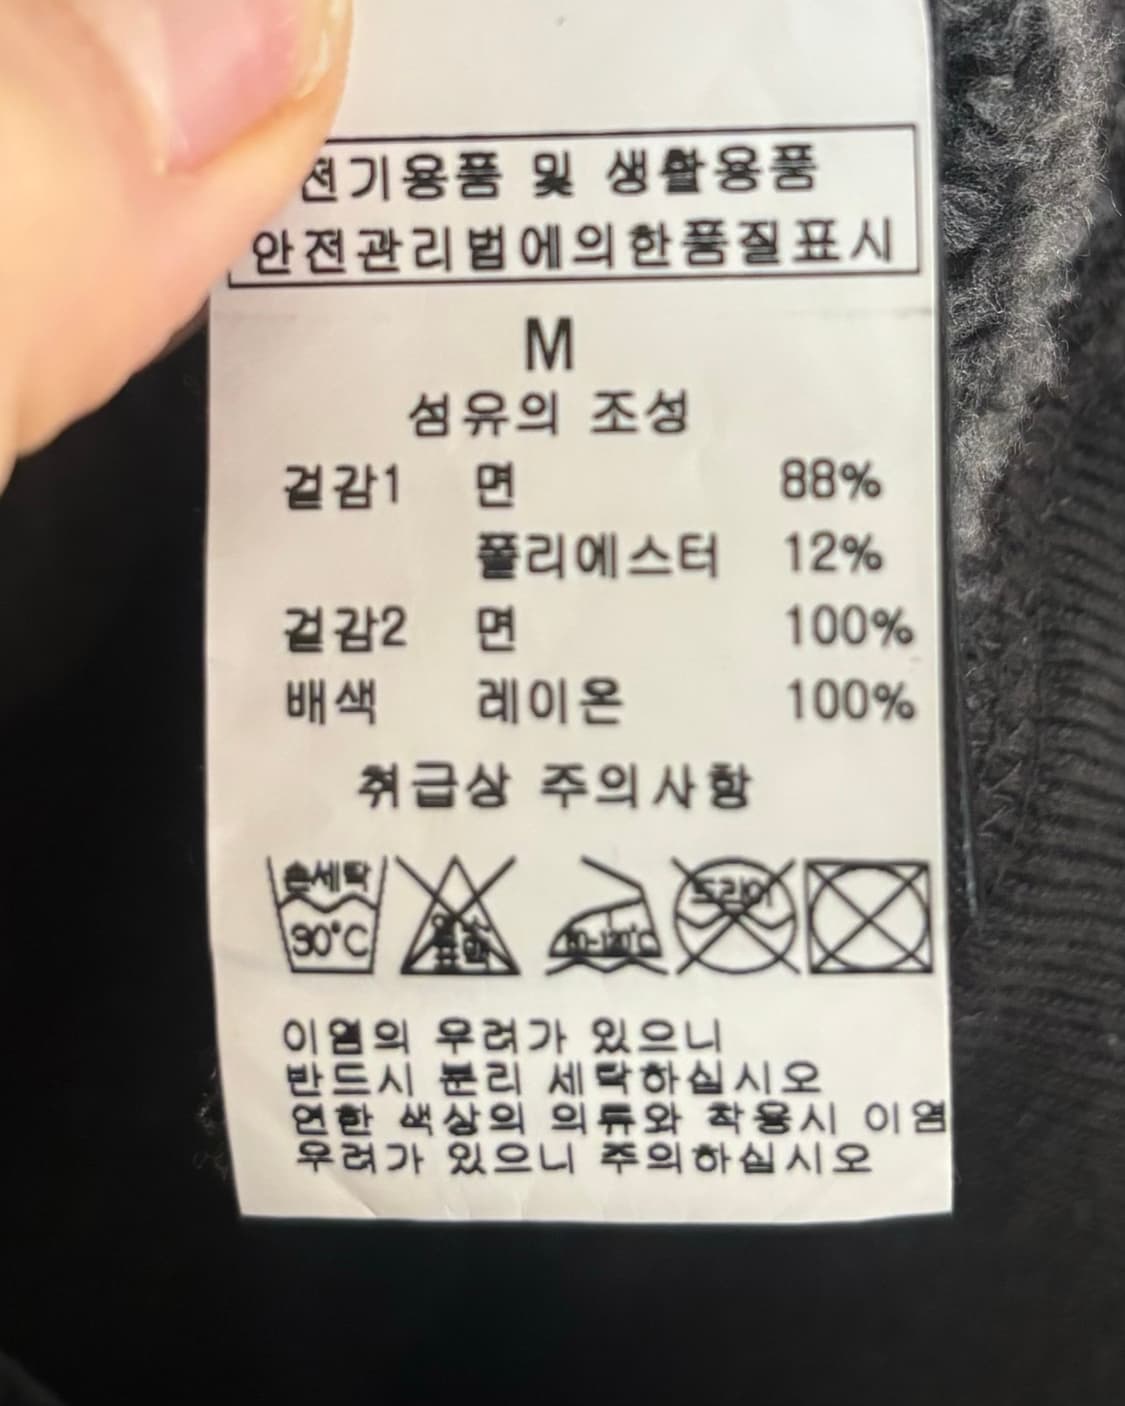 전기용품 및 생활용품
안전관리법에의한품질표시
M
섬유의 조성
겉감1 면 88%
폴리에스터 12%
겉감2 면 100%
배색 레이온 100%
취급상 주의사항
손세탁
30°C
드라이
이염의 우려가 있으니
반드시 분리 세탁하십시오
연한 색상의 의류와 착용시 이염
우려가 있으니 주의하십시오